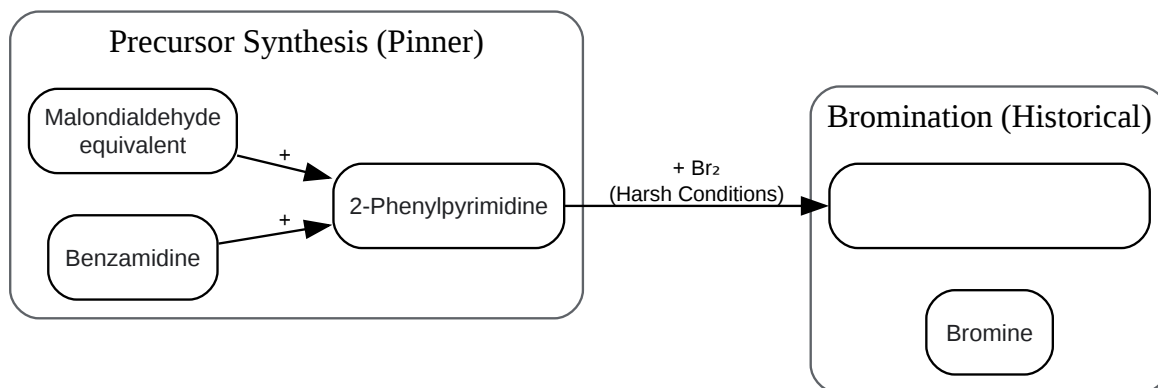 Precursor Synthesis (Pinner)
Malondialdehyde
equivalent
+
Benzamidine
+
2-Phenylpyrimidine
+ Br₂
(Harsh Conditions)
Bromination (Historical)
Bromine